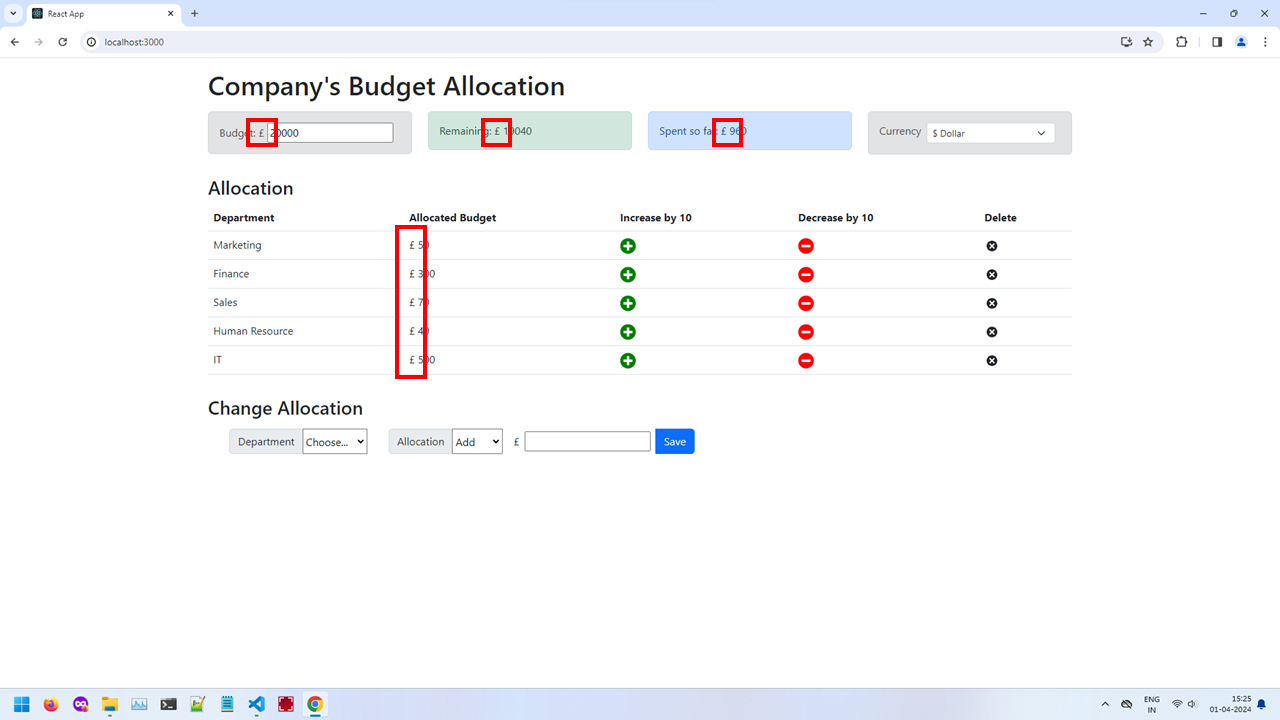 React App
localhost:3000
Company's Budget Allocation
Budget: £ 20000
Remaining: £ 19040
Spent so far: £ 960
Currency $ Dollar
Allocation
Department Allocated Budget Increase by 10 Decrease by 10 Delete
Marketing £ 50
Finance £ 300
Sales £ 70
Human Resource £ 40
IT £ 500
Change Allocation
Department Choose... Allocation Add £ Save
ENG
IN
15:25
01-04-2024